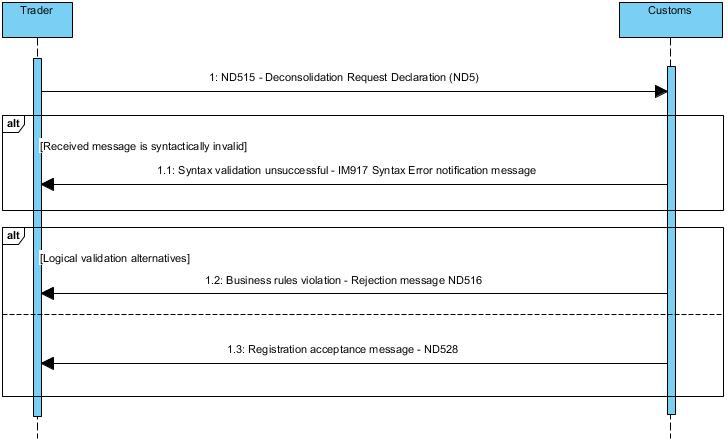 Trader
Customs
1: ND515 - Deconsolidation Request Declaration (ND5)
alt
[Received message is syntactically invalid]
1.1: Syntax validation unsuccessful - IM917 Syntax Error notification message
alt
[Logical validation alternatives]
1.2: Business rules violation - Rejection message ND516
1.3: Registration acceptance message - ND528